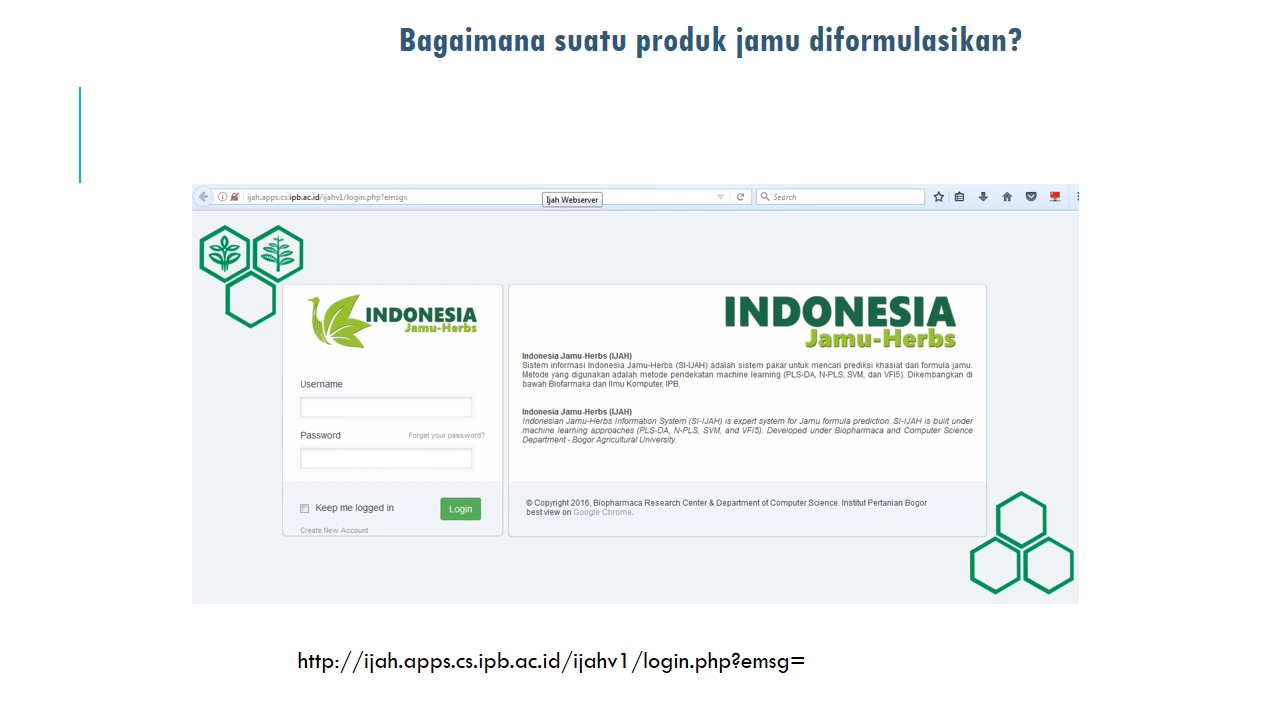 Bagaimana suatu produk jamu diformulasikan?
ijah.apps.cs.ipb.ac.id/ijahv1/login.php?emsg=
Ijah Webserver
Search
INDONESIA
Jamu-Herbs
Username
Password
Forget your password?
Keep me logged in
Login
Create New Account
INDONESIA
Jamu-Herbs
Indonesia Jamu-Herbs (IJAH)
Sistem informasi Indonesia Jamu-Herbs (SI-IJAH) adalah sistem pakar untuk mencari prediksi khasiat dari formula jamu.
Metode yang digunakan adalah metode pendekatan machine learning (PLS-DA, N-PLS, SVM, dan VFI5). Dikembangkan di
bawah Biofarmaka dan Ilmu Komputer, IPB.
Indonesia Jamu-Herbs (IJAH)
Indonesian Jamu-Herbs Information System (SI-IJAH) is expert system for Jamu formula prediction. SI-IJAH is built under
machine learning approaches (PLS-DA, N-PLS, SVM, and VFI5). Developed under Biopharmaca and Computer Science
Department - Bogor Agricultural University.
© Copyright 2016, Biopharmaca Research Center & Department of Computer Science. Institut Pertanian Bogor
best view on Google Chrome.
http://ijah.apps.cs.ipb.ac.id/ijahv1/login.php?emsg=